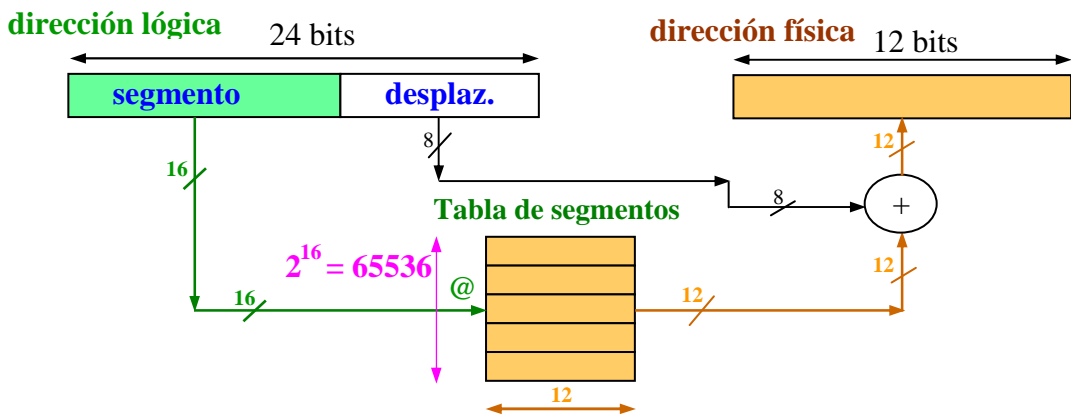 dirección lógica
24 bits
dirección física
12 bits
segmento
desplaz.
8
12
16
8
+
Tabla de segmentos
2^16 = 65536
@
12
16
12
12